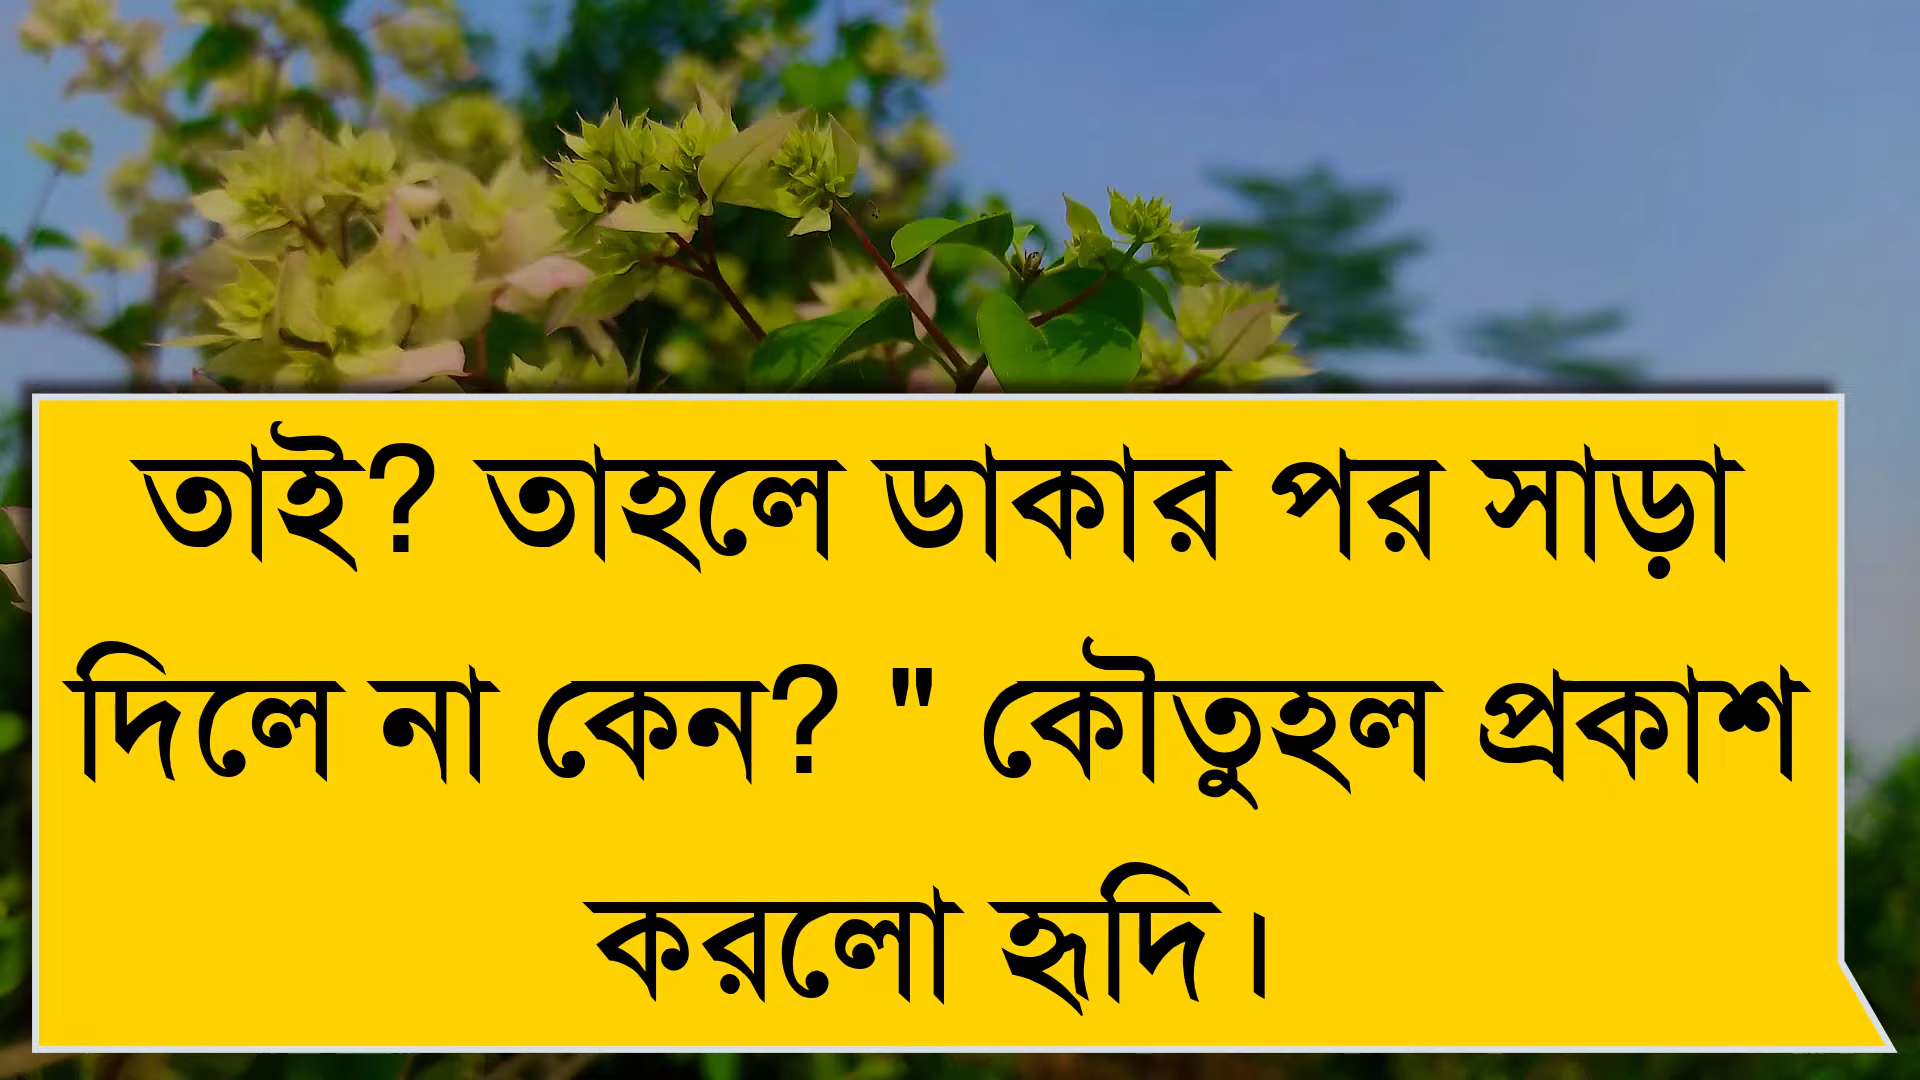 তাই? তাহলে ডাকার পর সাড়া
দিলে না কেন? " কৌতুহল প্রকাশ
করলো হৃদি।